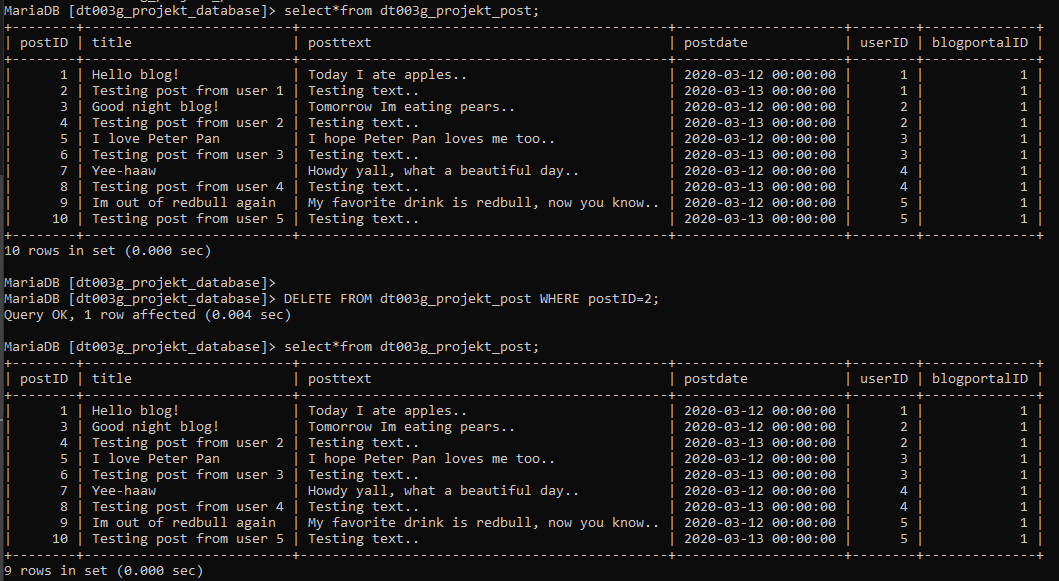 MariaDB [dt003g_projekt_database]> select*from dt003g_projekt_post;
+--------+---------------------------+----------------------------------------------+---------------------+--------+--------------+
| postID | title                     | posttext                                     | postdate            | userID | blogportalID |
+--------+---------------------------+----------------------------------------------+---------------------+--------+--------------+
|      1 | Hello blog!               | Today I ate apples..                         | 2020-03-12 00:00:00 |      1 |            1 |
|      2 | Testing post from user 1  | Testing text..                               | 2020-03-13 00:00:00 |      1 |            1 |
|      3 | Good night blog!          | Tomorrow Im eating pears..                   | 2020-03-12 00:00:00 |      2 |            1 |
|      4 | Testing post from user 2  | Testing text..                               | 2020-03-13 00:00:00 |      2 |            1 |
|      5 | I love Peter Pan          | I hope Peter Pan loves me too..              | 2020-03-12 00:00:00 |      3 |            1 |
|      6 | Testing post from user 3  | Testing text..                               | 2020-03-13 00:00:00 |      3 |            1 |
|      7 | Yee-haaw                  | Howdy yall, what a beautiful day..           | 2020-03-12 00:00:00 |      4 |            1 |
|      8 | Testing post from user 4  | Testing text..                               | 2020-03-13 00:00:00 |      4 |            1 |
|      9 | Im out of redbull again   | My favorite drink is redbull, now you know.. | 2020-03-12 00:00:00 |      5 |            1 |
|     10 | Testing post from user 5  | Testing text..                               | 2020-03-13 00:00:00 |      5 |            1 |
+--------+---------------------------+----------------------------------------------+---------------------+--------+--------------+
10 rows in set (0.000 sec)

MariaDB [dt003g_projekt_database]>
MariaDB [dt003g_projekt_database]> DELETE FROM dt003g_projekt_post WHERE postID=2;
Query OK, 1 row affected (0.004 sec)

MariaDB [dt003g_projekt_database]> select*from dt003g_projekt_post;
+--------+---------------------------+----------------------------------------------+---------------------+--------+--------------+
| postID | title                     | posttext                                     | postdate            | userID | blogportalID |
+--------+---------------------------+----------------------------------------------+---------------------+--------+--------------+
|      1 | Hello blog!               | Today I ate apples..                         | 2020-03-12 00:00:00 |      1 |            1 |
|      3 | Good night blog!          | Tomorrow Im eating pears..                   | 2020-03-12 00:00:00 |      2 |            1 |
|      4 | Testing post from user 2  | Testing text..                               | 2020-03-13 00:00:00 |      2 |            1 |
|      5 | I love Peter Pan          | I hope Peter Pan loves me too..              | 2020-03-12 00:00:00 |      3 |            1 |
|      6 | Testing post from user 3  | Testing text..                               | 2020-03-13 00:00:00 |      3 |            1 |
|      7 | Yee-haaw                  | Howdy yall, what a beautiful day..           | 2020-03-12 00:00:00 |      4 |            1 |
|      8 | Testing post from user 4  | Testing text..                               | 2020-03-13 00:00:00 |      4 |            1 |
|      9 | Im out of redbull again   | My favorite drink is redbull, now you know.. | 2020-03-12 00:00:00 |      5 |            1 |
|     10 | Testing post from user 5  | Testing text..                               | 2020-03-13 00:00:00 |      5 |            1 |
+--------+---------------------------+----------------------------------------------+---------------------+--------+--------------+
9 rows in set (0.000 sec)